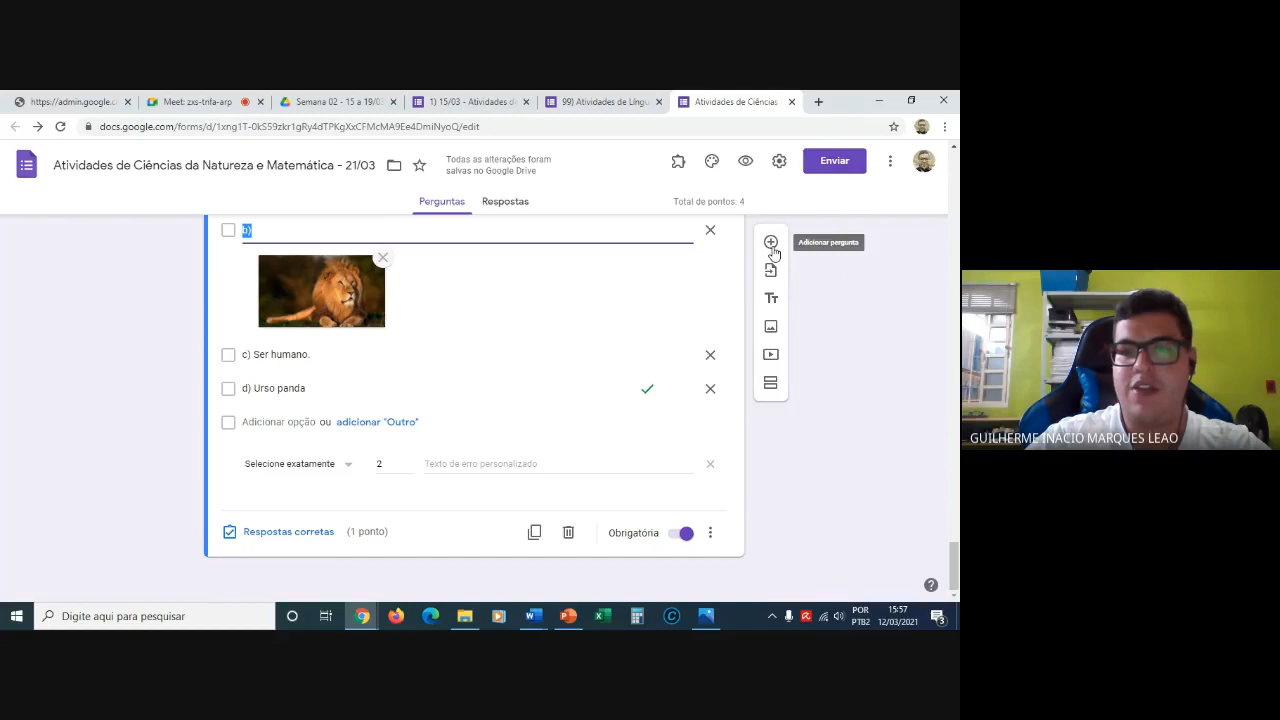 https://admin.google.c
Meet: zxs-tnfa-arp
Semana 02 - 15 a 19/03
1) 15/03 - Atividades de
99) Atividades de Língu
Atividades de Ciências
docs.google.com/forms/d/1xng1T-0kS59zkr1gRy4dTPKgXxCFMcMA9Ee4DmiNyoQ/edit
Atividades de Ciências da Natureza e Matemática - 21/03
Todas as alterações foram
salvas no Google Drive
Enviar
Perguntas
Respostas
Total de pontos: 4
b)
Adicionar pergunta
c) Ser humano.
d) Urso panda
Adicionar opção ou adicionar "Outro"
Selecione exatamente
2
Texto de erro personalizado
Respostas corretas
(1 ponto)
Obrigatória
GUILHERME INACIO MARQUES LEAO
Digite aqui para pesquisar
POR
PTB2
15:57
12/03/2021
3